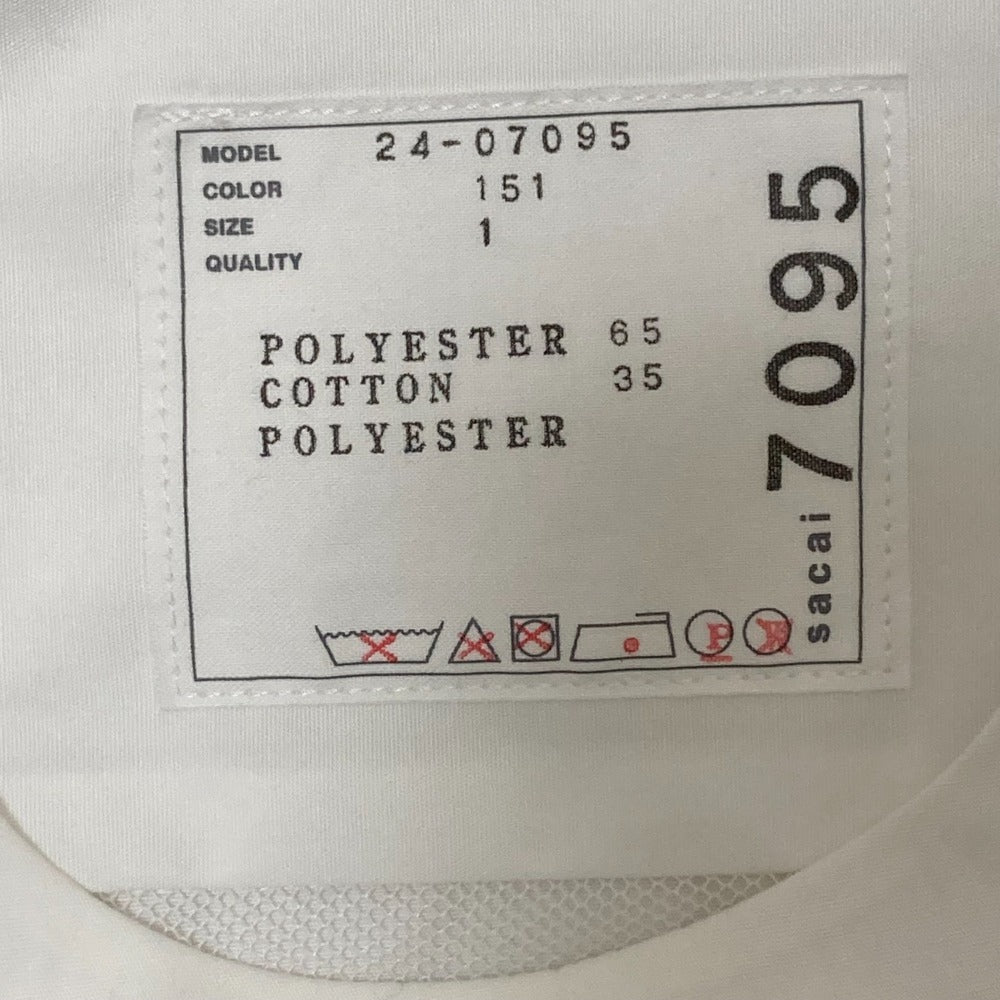 MODEL 24-07095
COLOR 151
SIZE 1
QUALITY
POLYESTER 65
COTTON 35
POLYESTER
P
sacai 7095